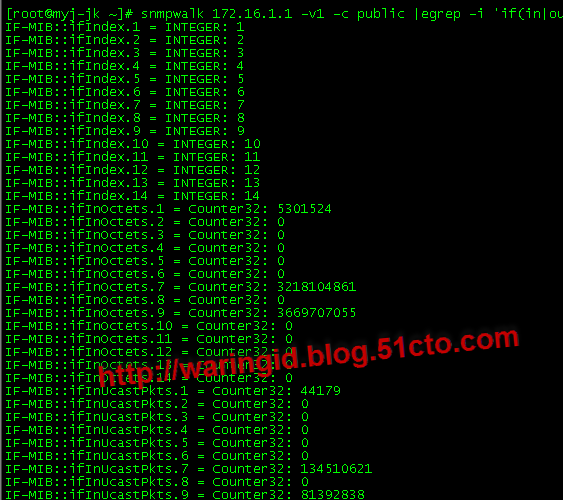 [root@myj-jk ~]# snmpwalk 172.16.1.1 -v1 -c public |egrep -i 'if(in|ou
IF-MIB::ifIndex.1 = INTEGER: 1
IF-MIB::ifIndex.2 = INTEGER: 2
IF-MIB::ifIndex.3 = INTEGER: 3
IF-MIB::ifIndex.4 = INTEGER: 4
IF-MIB::ifIndex.5 = INTEGER: 5
IF-MIB::ifIndex.6 = INTEGER: 6
IF-MIB::ifIndex.7 = INTEGER: 7
IF-MIB::ifIndex.8 = INTEGER: 8
IF-MIB::ifIndex.9 = INTEGER: 9
IF-MIB::ifIndex.10 = INTEGER: 10
IF-MIB::ifIndex.11 = INTEGER: 11
IF-MIB::ifIndex.12 = INTEGER: 12
IF-MIB::ifIndex.13 = INTEGER: 13
IF-MIB::ifIndex.14 = INTEGER: 14
IF-MIB::ifInOctets.1 = Counter32: 5301524
IF-MIB::ifInOctets.2 = Counter32: 0
IF-MIB::ifInOctets.3 = Counter32: 0
IF-MIB::ifInOctets.4 = Counter32: 0
IF-MIB::ifInOctets.5 = Counter32: 0
IF-MIB::ifInOctets.6 = Counter32: 0
IF-MIB::ifInOctets.7 = Counter32: 3218104861
IF-MIB::ifInOctets.8 = Counter32: 0
IF-MIB::ifInOctets.9 = Counter32: 3669707055
IF-MIB::ifInOctets.10 = Counter32: 0
IF-MIB::ifInOctets.11 = Counter32: 0
IF-MIB::ifInOctets.12 = Counter32: 0
IF-MIB::ifInOctets.13 = Counter32: 0
IF-MIB::ifInOctets.14 = Counter32: 0
http://waringid.blog.51cto.com
IF-MIB::ifInUcastPkts.1 = Counter32: 44179
IF-MIB::ifInUcastPkts.2 = Counter32: 0
IF-MIB::ifInUcastPkts.3 = Counter32: 0
IF-MIB::ifInUcastPkts.4 = Counter32: 0
IF-MIB::ifInUcastPkts.5 = Counter32: 0
IF-MIB::ifInUcastPkts.6 = Counter32: 0
IF-MIB::ifInUcastPkts.7 = Counter32: 134510621
IF-MIB::ifInUcastPkts.8 = Counter32: 0
IF-MIB::ifInUcastPkts.9 = Counter32: 81392838